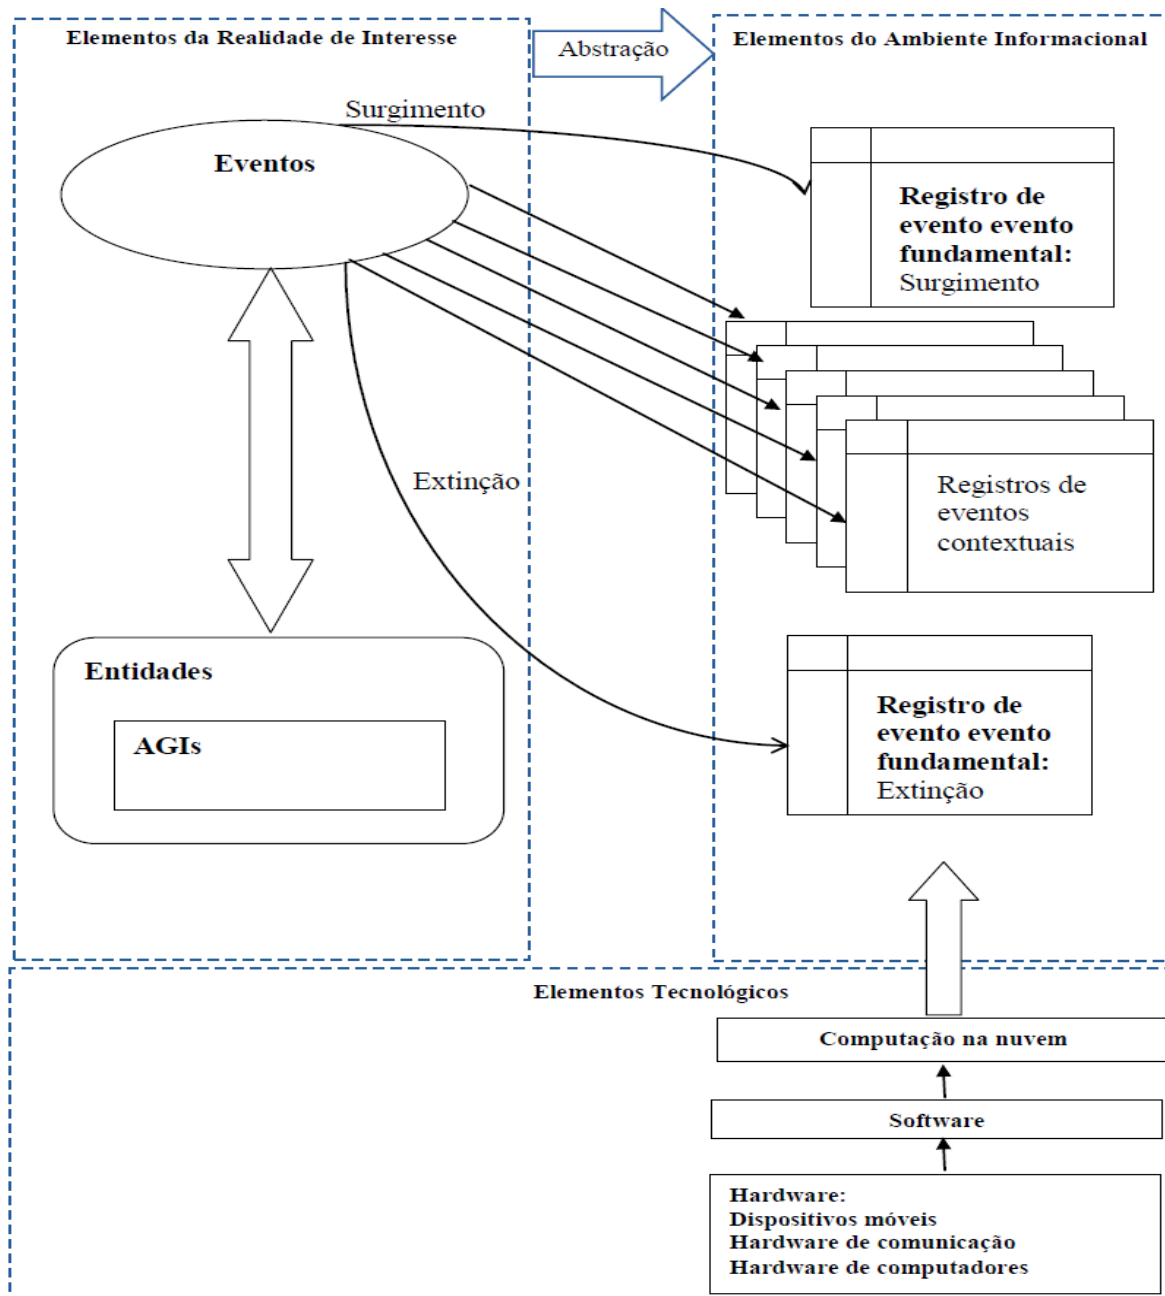 Elementos da Realidade de Interesse
Abstração
Elementos do Ambiente Informacional
Surgimento
Eventos
Registro de
evento evento
fundamental:
Surgimento
Extinção
Registros de
eventos
contextuais
Entidades
AGIs
Registro de
evento evento
fundamental:
Extinção
Elementos Tecnológicos
Computação na nuvem
Software
Hardware:
Dispositivos móveis
Hardware de comunicação
Hardware de computadores